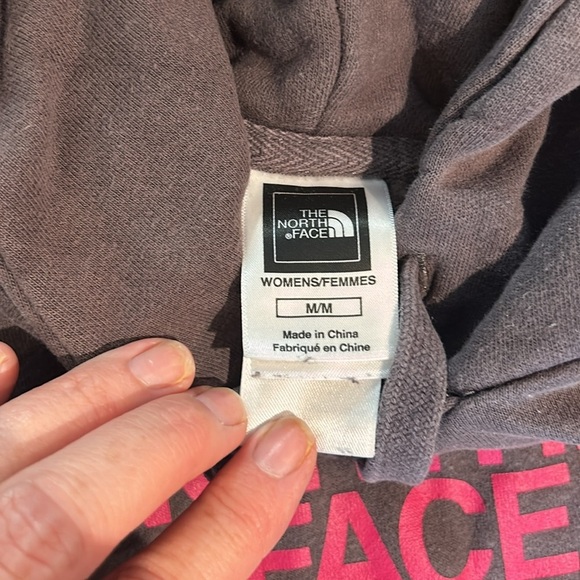 THE
NORTH
®FACE
WOMENS/FEMMES
M/M
Made in China
Fabriqué en Chine
FACE